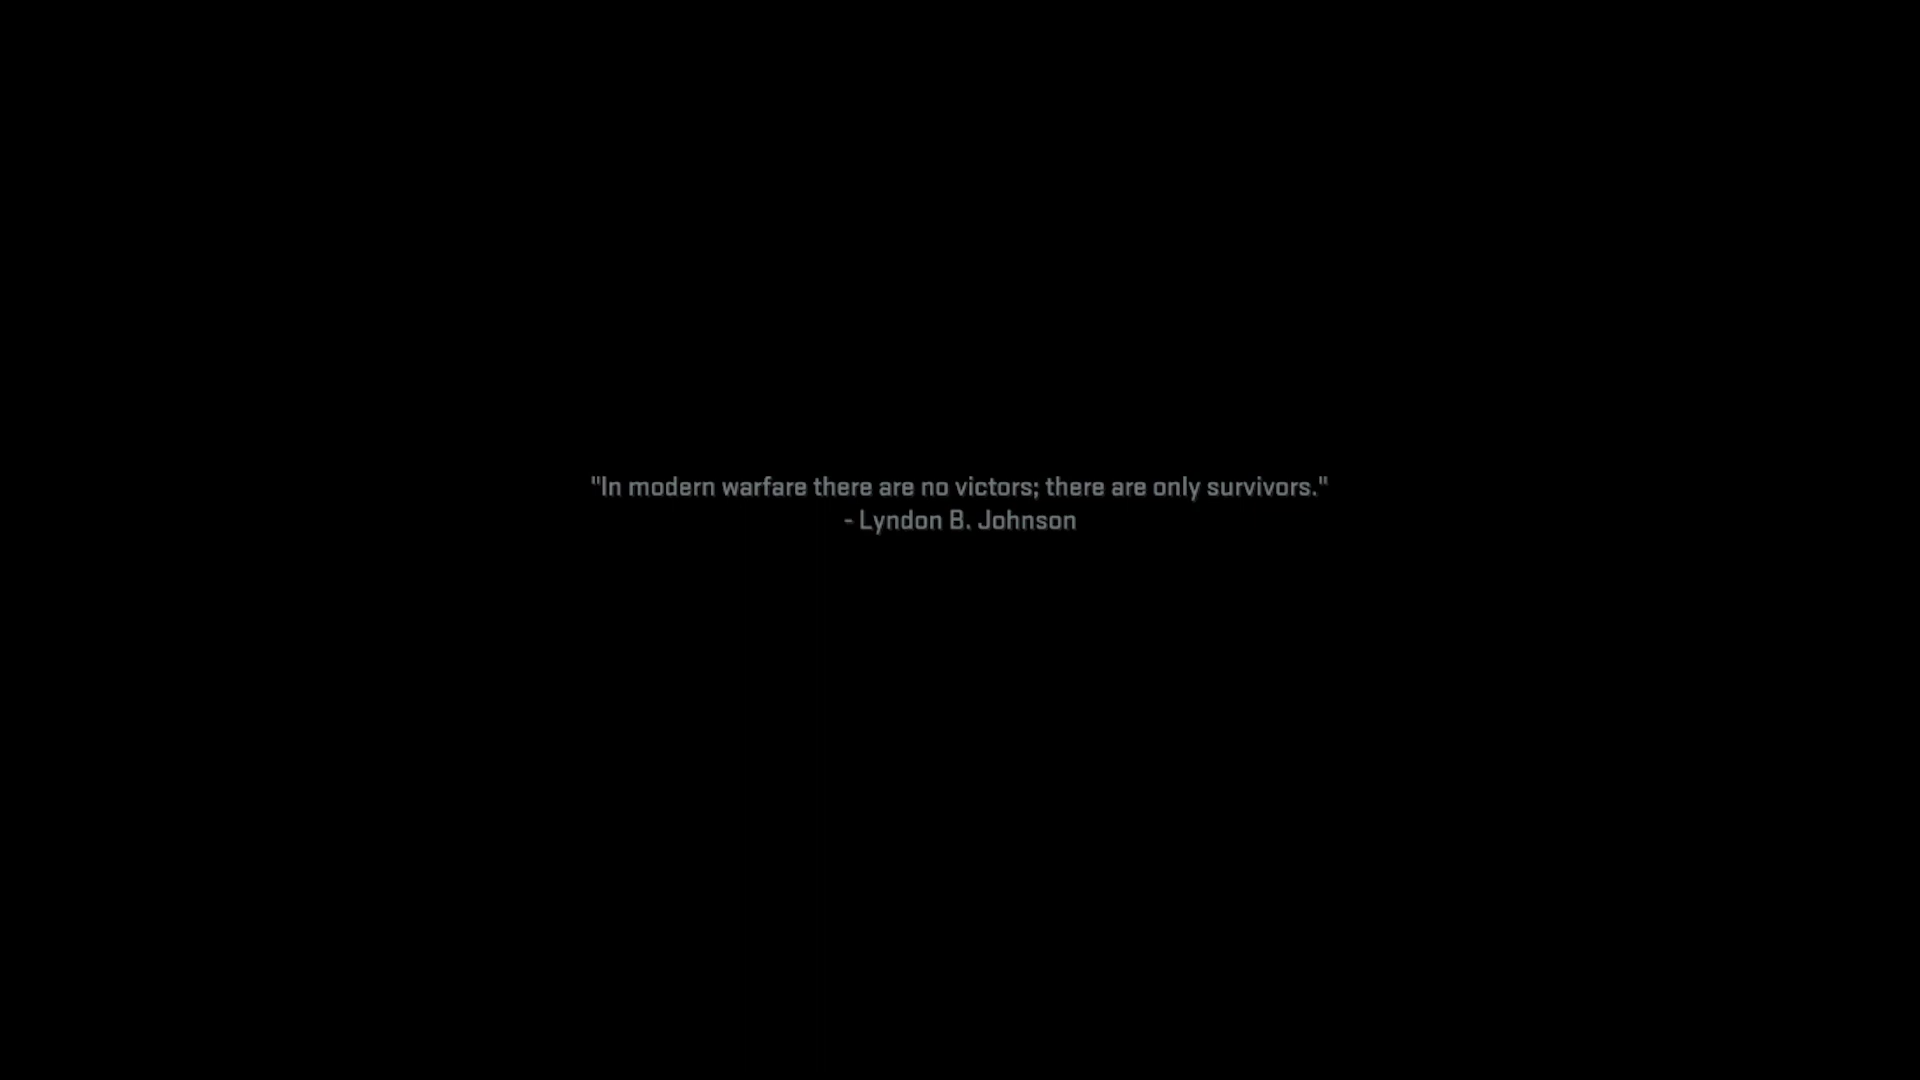 "In modern warfare there are no victors; there are only survivors."
- Lyndon B. Johnson